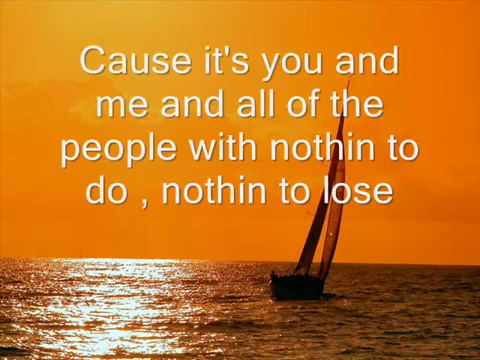 Cause it's you and
me and all of the
people with nothin to
do , nothin to lose